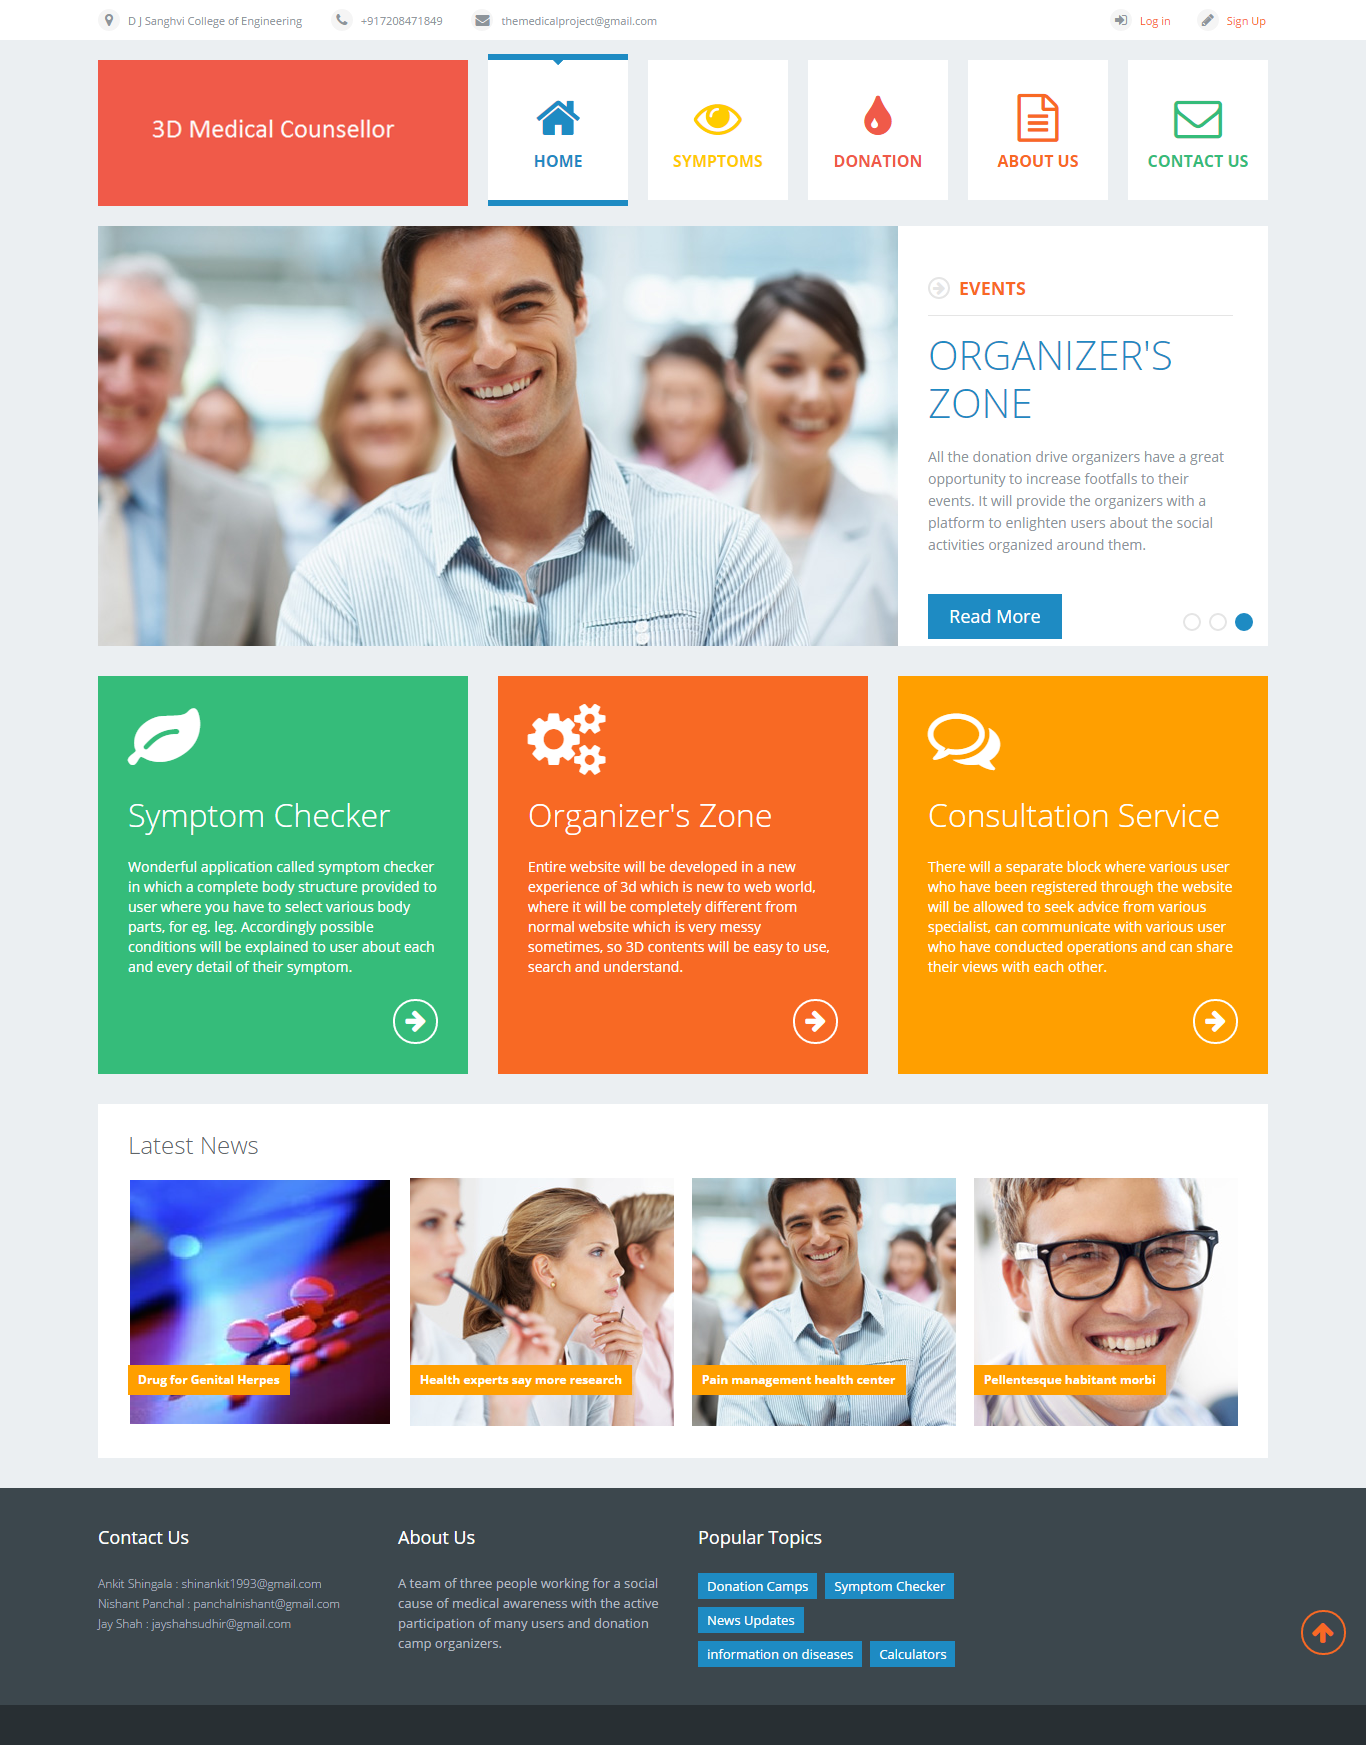 D J Sanghvi College of Engineering
+917208471849
themedicalproject@gmail.com
Log in
Sign Up
3D Medical Counsellor
HOME
SYMPTOMS
DONATION
ABOUT US
CONTACT US
EVENTS
ORGANIZER'S
ZONE
All the donation drive organizers have a great
opportunity to increase footfalls to their
events. It will provide the organizers with a
platform to enlighten users about the social
activities organized around them.
Read More
Symptom Checker
Wonderful application called symptom checker
in which a complete body structure provided to
user where you have to select various body
parts, for eg. leg. Accordingly possible
conditions will be explained to user about each
and every detail of their symptom.
Organizer's Zone
Entire website will be developed in a new
experience of 3d which is new to web world,
where it will be completely different from
normal website which is very messy
sometimes, so 3D contents will be easy to use,
search and understand.
Consultation Service
There will a separate block where various user
who have been registered through the website
will be allowed to seek advice from various
specialist, can communicate with various user
who have conducted operations and can share
their views with each other.
Latest News
Drug for Genital Herpes
Health experts say more research
Pain management health center
Pellentesque habitant morbi
Contact Us
Ankit Shingala : shinankit1993@gmail.com
Nishant Panchal : panchalnishant@gmail.com
Jay Shah : jayshahsudhir@gmail.com
About Us
A team of three people working for a social
cause of medical awareness with the active
participation of many users and donation
camp organizers.
Popular Topics
Donation Camps
Symptom Checker
News Updates
information on diseases
Calculators